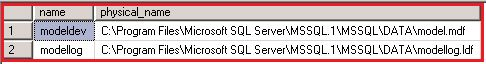 name physical_name
1 modeldev C:\Program Files\Microsoft SQL Server\MSSQL.1\MSSQL\DATA\model.mdf
2 modellog C:\Program Files\Microsoft SQL Server\MSSQL.1\MSSQL\DATA\modellog.ldf